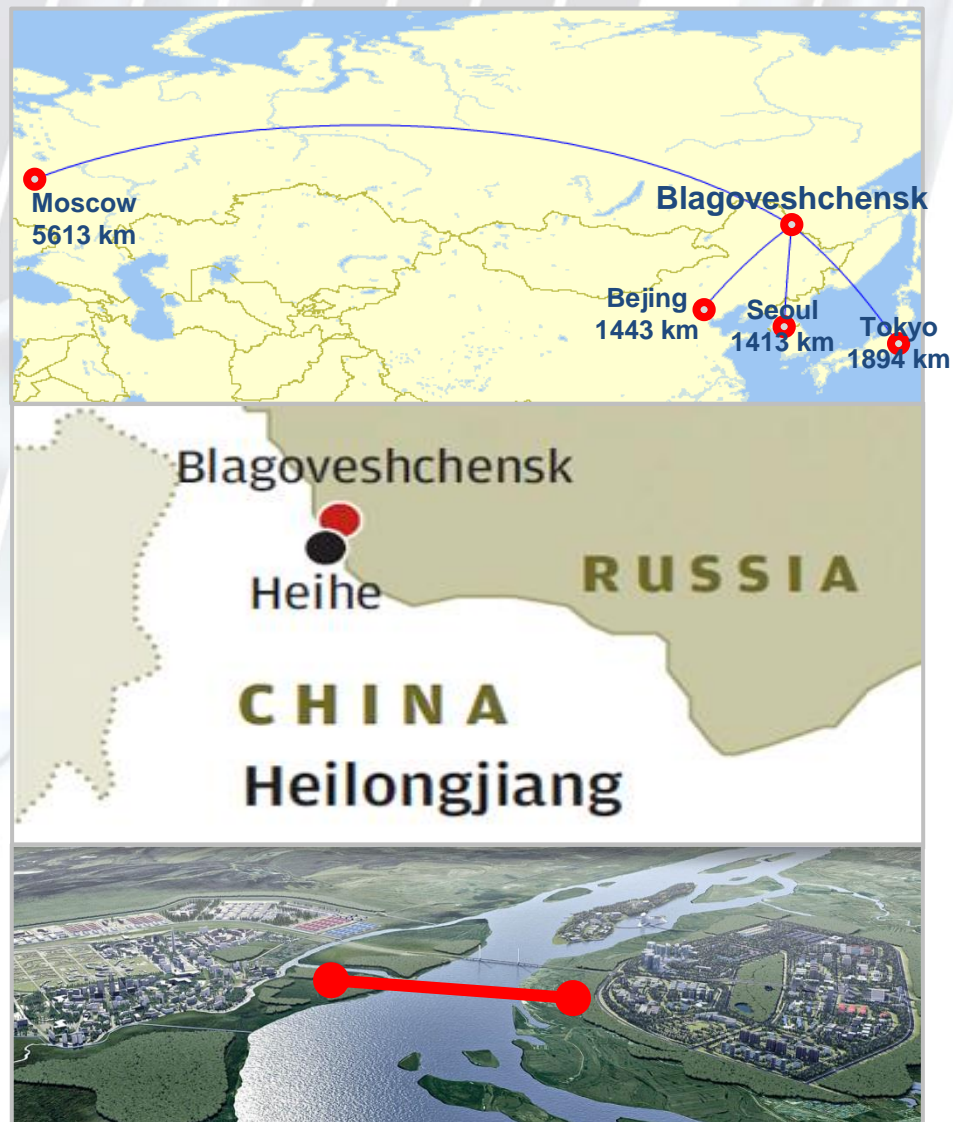 Moscow
5613 km
Blagoveshchensk
Bejing
1443 km
Seoul
1413 km
Tokyo
1894 km
Blagoveshchensk
Heihe
RUSSIA
CHINA
Heilongjiang